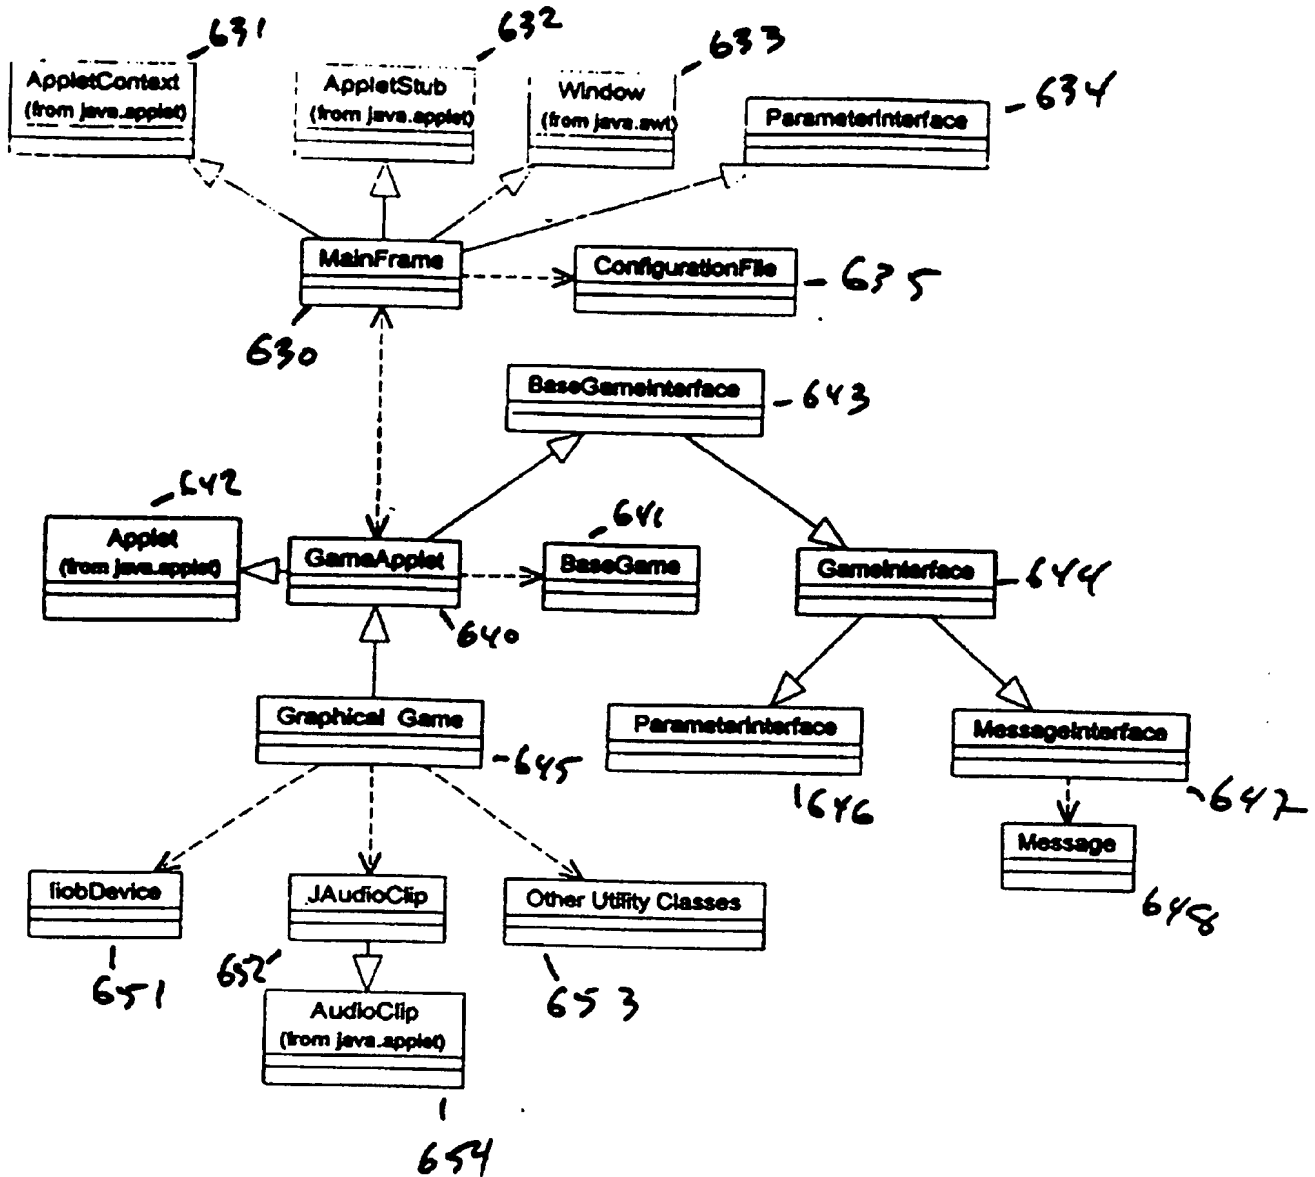 631
632
633
AppletContext
(from java.applet)
AppletStub
(from java.applet)
Window
(from java.awt)
ParameterInterface
634
MainFrame
630
ConfigurationFile
635
BaseGameInterface
643
642
Applet
(from java.applet)
GameApplet
640
641
BaseGame
GameInterface
644
Graphical Game
645
ParameterInterface
646
MessageInterface
647
Message
648
IiobDevice
651
JAudioClip
652
Other Utility Classes
653
AudioClip
(from java.applet)
654